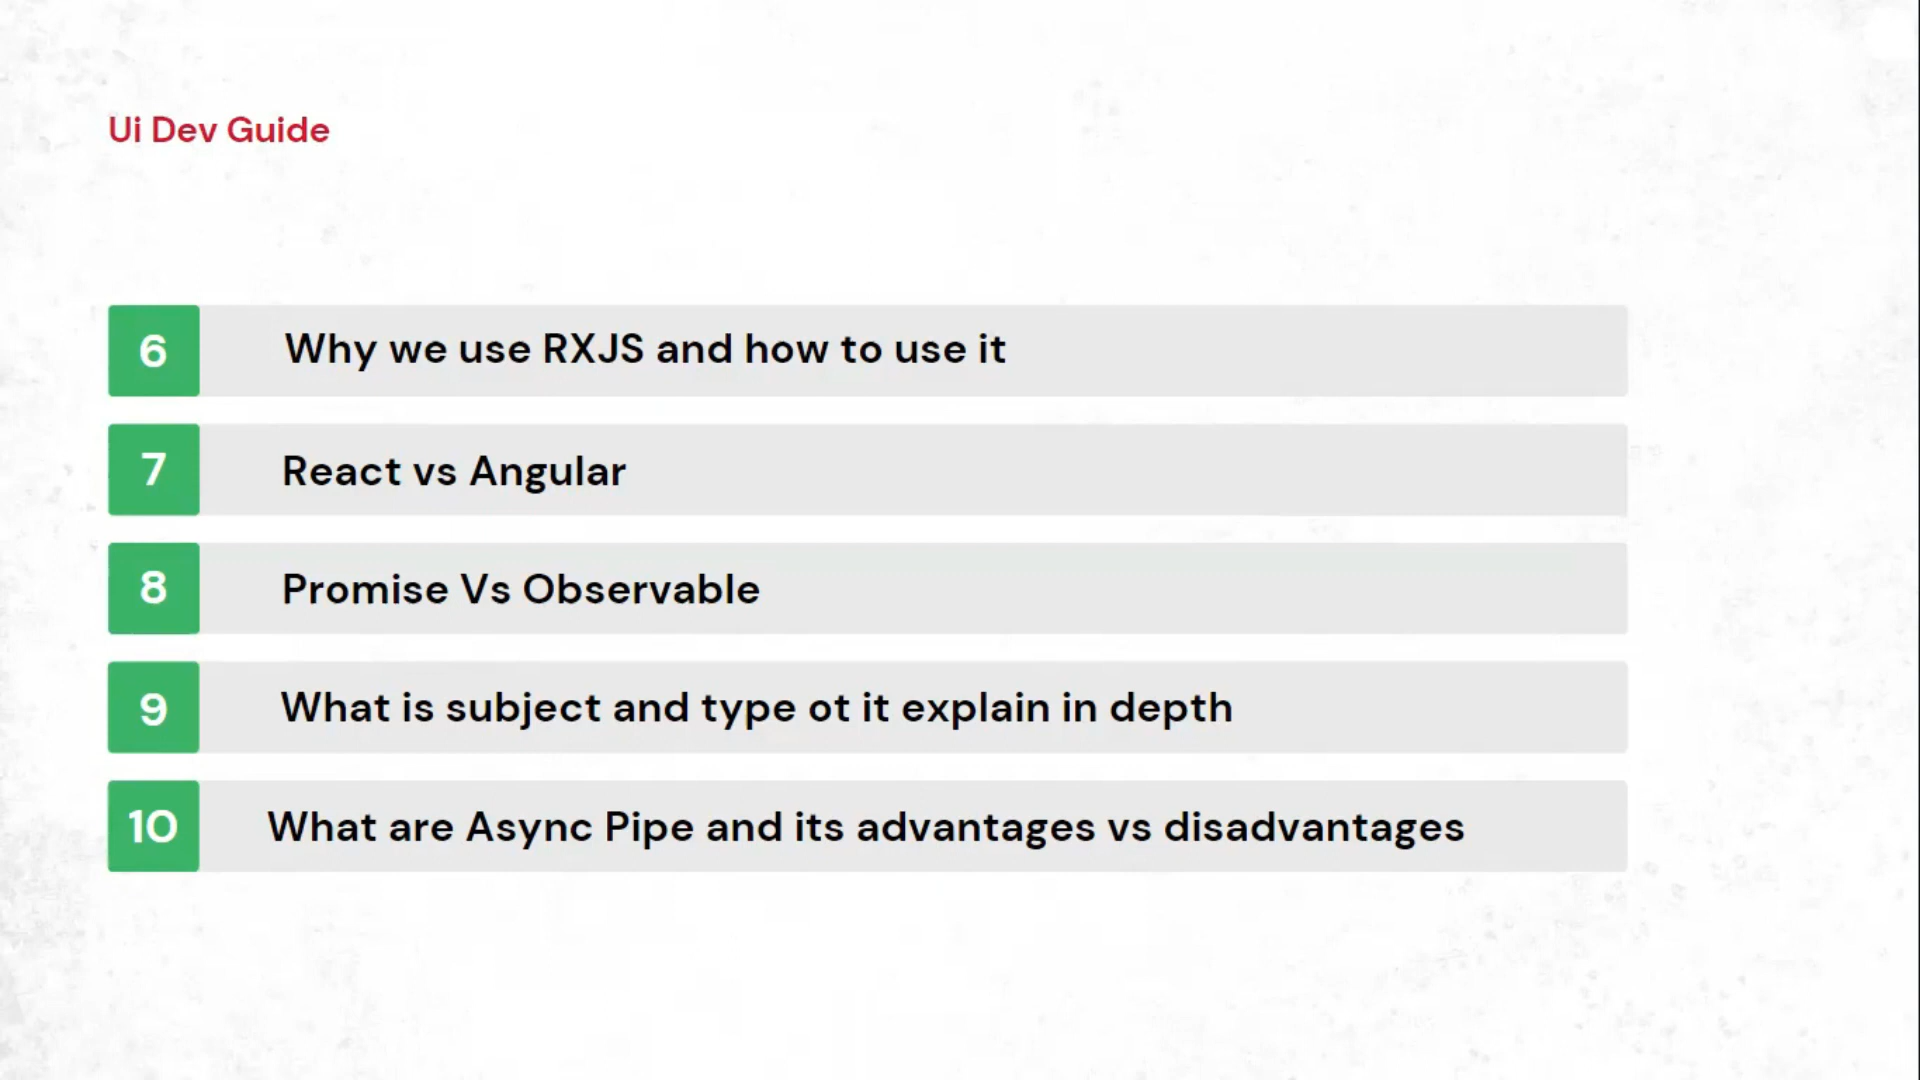 Ui Dev Guide
6 Why we use RXJS and how to use it
7 React vs Angular
8 Promise Vs Observable
9 What is subject and type ot it explain in depth
10 What are Async Pipe and its advantages vs disadvantages